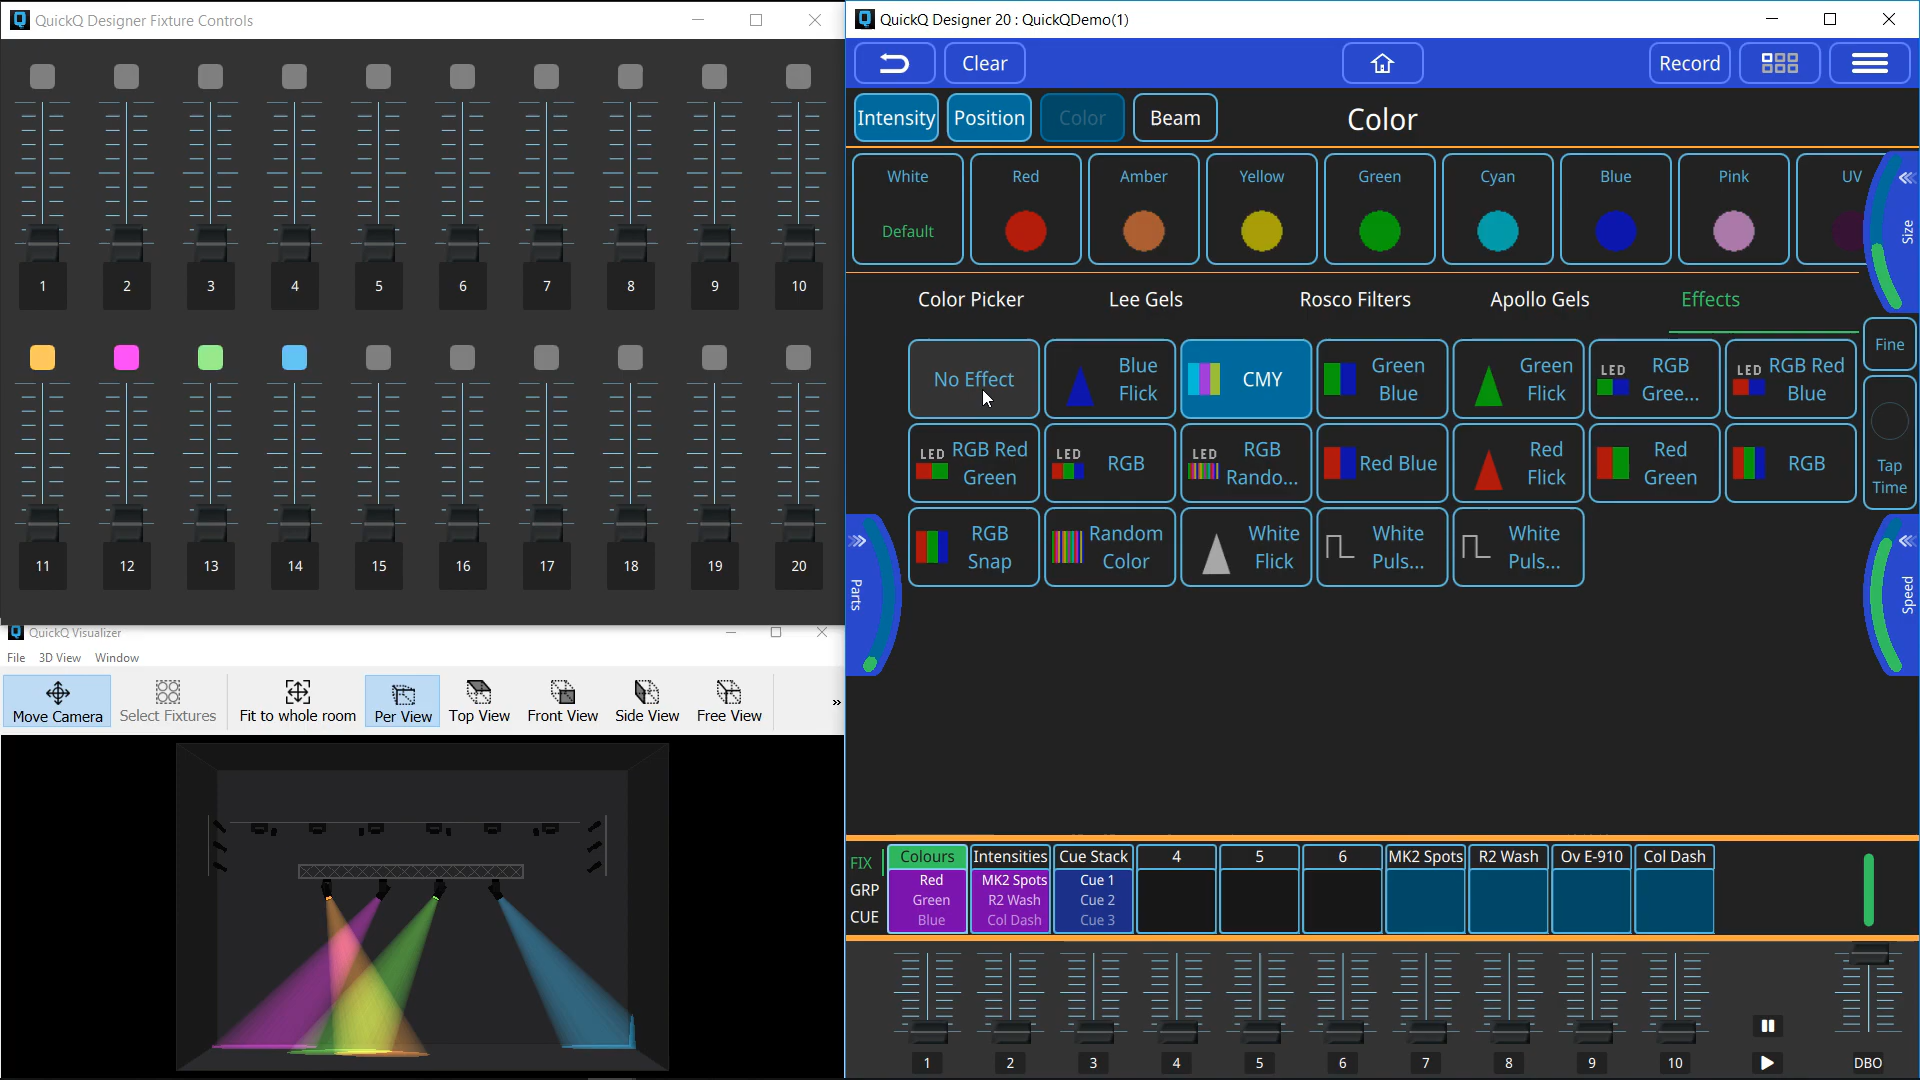 QuickQ Designer Fixture Controls
1 2 3 4 5 6 7 8 9 10
11 12 13 14 15 16 17 18 19 20
QuickQ Visualizer
File 3D View Window
Move Camera Select Fixtures Fit to whole room Per View Top View Front View Side View Free View »
QuickQ Designer 20 : QuickQDemo(1)
Clear Record
Intensity Position Color Beam Color
White Red Amber Yellow Green Cyan Blue Pink UV
Default
Size
Color Picker Lee Gels Rosco Filters Apollo Gels Effects
Fine
No Effect
Blue
Flick
CMY
Green
Blue
Green
Flick
LED
RGB
Gree...
LED
RGB Red
Blue
LED
RGB Red
Green
LED
RGB
LED
RGB
Rando...
Red Blue
Red
Flick
Red
Green
RGB
Tap
Time
RGB
Snap
Random
Color
White
Flick
White
Puls...
White
Puls...
Parts
Speed
FIX
GRP
CUE
Colours
Red
Green
Blue
Intensities
MK2 Spots
R2 Wash
Col Dash
Cue Stack
Cue 1
Cue 2
Cue 3
4 5 6 MK2 Spots R2 Wash Ov E-910 Col Dash
1 2 3 4 5 6 7 8 9 10 DBO